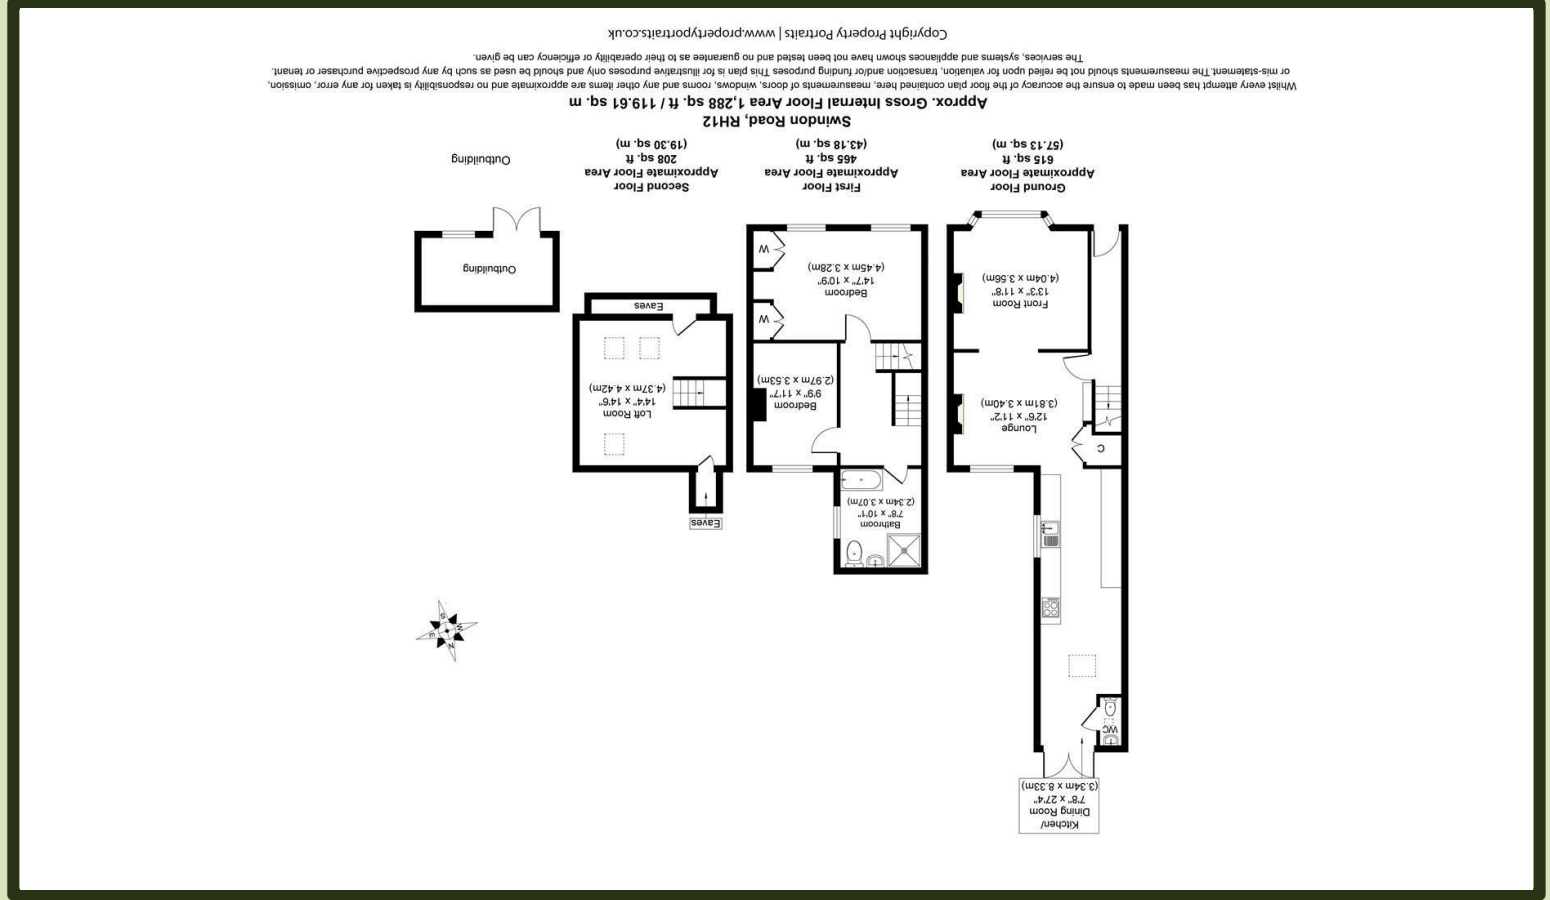 Kitchen/
Dining Room
7'8" x 27'4"
(3.34m x 8.33m)
WC
C
Lounge
12'6" x 11'2"
(3.81m x 3.40m)
Front Room
13'3" x 11'8"
(4.04m x 3.56m)
Bathroom
7'8" x 10'1"
(2.34m x 3.07m)
Bedroom
9'9" x 11'7"
(2.97m x 3.53m)
W
Bedroom
14'7" x 10'9"
(4.45m x 3.28m)
W
Eaves
Loft Room
14'4" x 14'6"
(4.37m x 4.42m)
Eaves
N
E
S
W
Outbuilding
Ground Floor
Approximate Floor Area
615 sq. ft
(57.13 sq. m)
First Floor
Approximate Floor Area
465 sq. ft
(43.18 sq. m)
Second Floor
Approximate Floor Area
208 sq. ft
(19.30 sq. m)
Outbuilding
Swindon Road, RH12
Approx. Gross Internal Floor Area 1,288 sq. ft / 119.61 sq. m
Whilst every attempt has been made to ensure the accuracy of the floor plan contained here, measurements of doors, windows, rooms and any other items are approximate and no responsibility is taken for any error, omission,
or mis-statement. The measurements should not be relied upon for valuation, transaction and/or funding purposes This plan is for illustrative purposes only and should be used as such by any prospective purchaser or tenant.
The services, systems and appliances shown have not been tested and no guarantee as to their operability or efficiency can be given.
Copyright Property Portraits | www.propertyportraits.co.uk